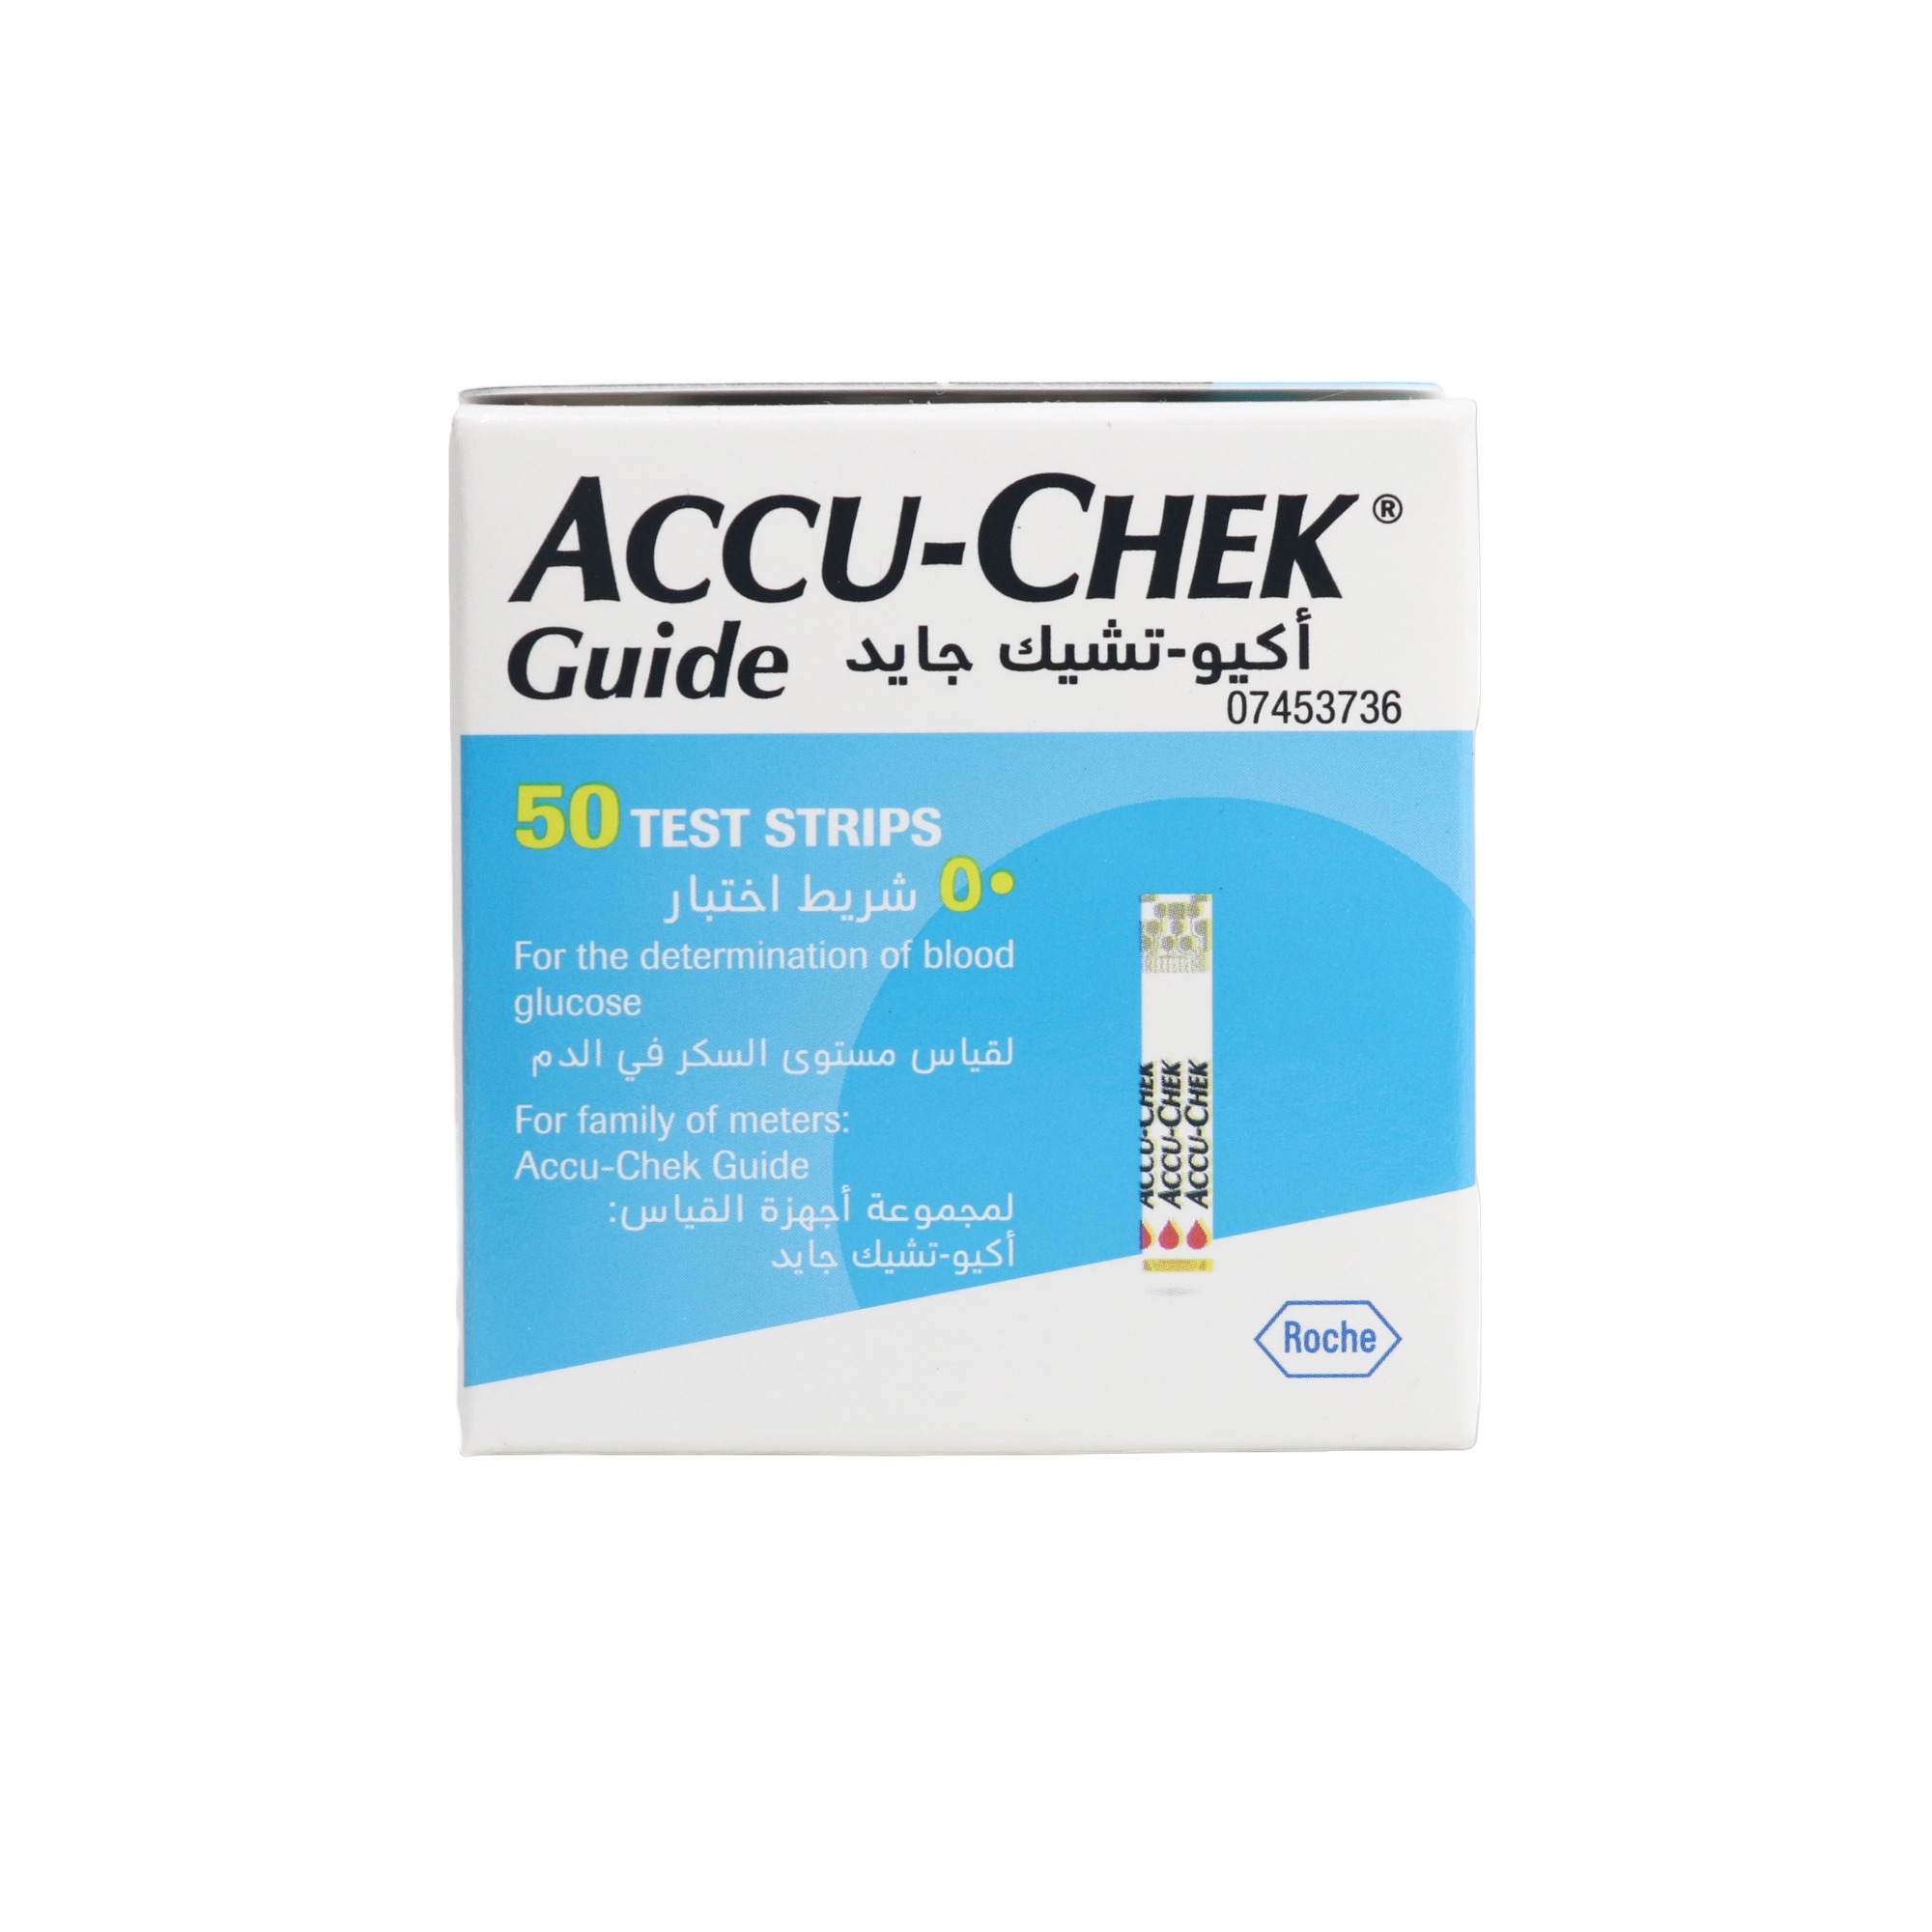 ACCU-CHEK®
Guide أكيو-تشيك جايد
07453736
50 TEST STRIPS
٥٠ شريط اختبار
For the determination of blood
glucose
لقياس مستوى السكر في الدم
For family of meters:
Accu-Chek Guide
لمجموعة أجهزة القياس:
أكيو-تشيك جايد
ACCU-CHEK
ACCU-CHEK
ACCU-CHEK
Roche